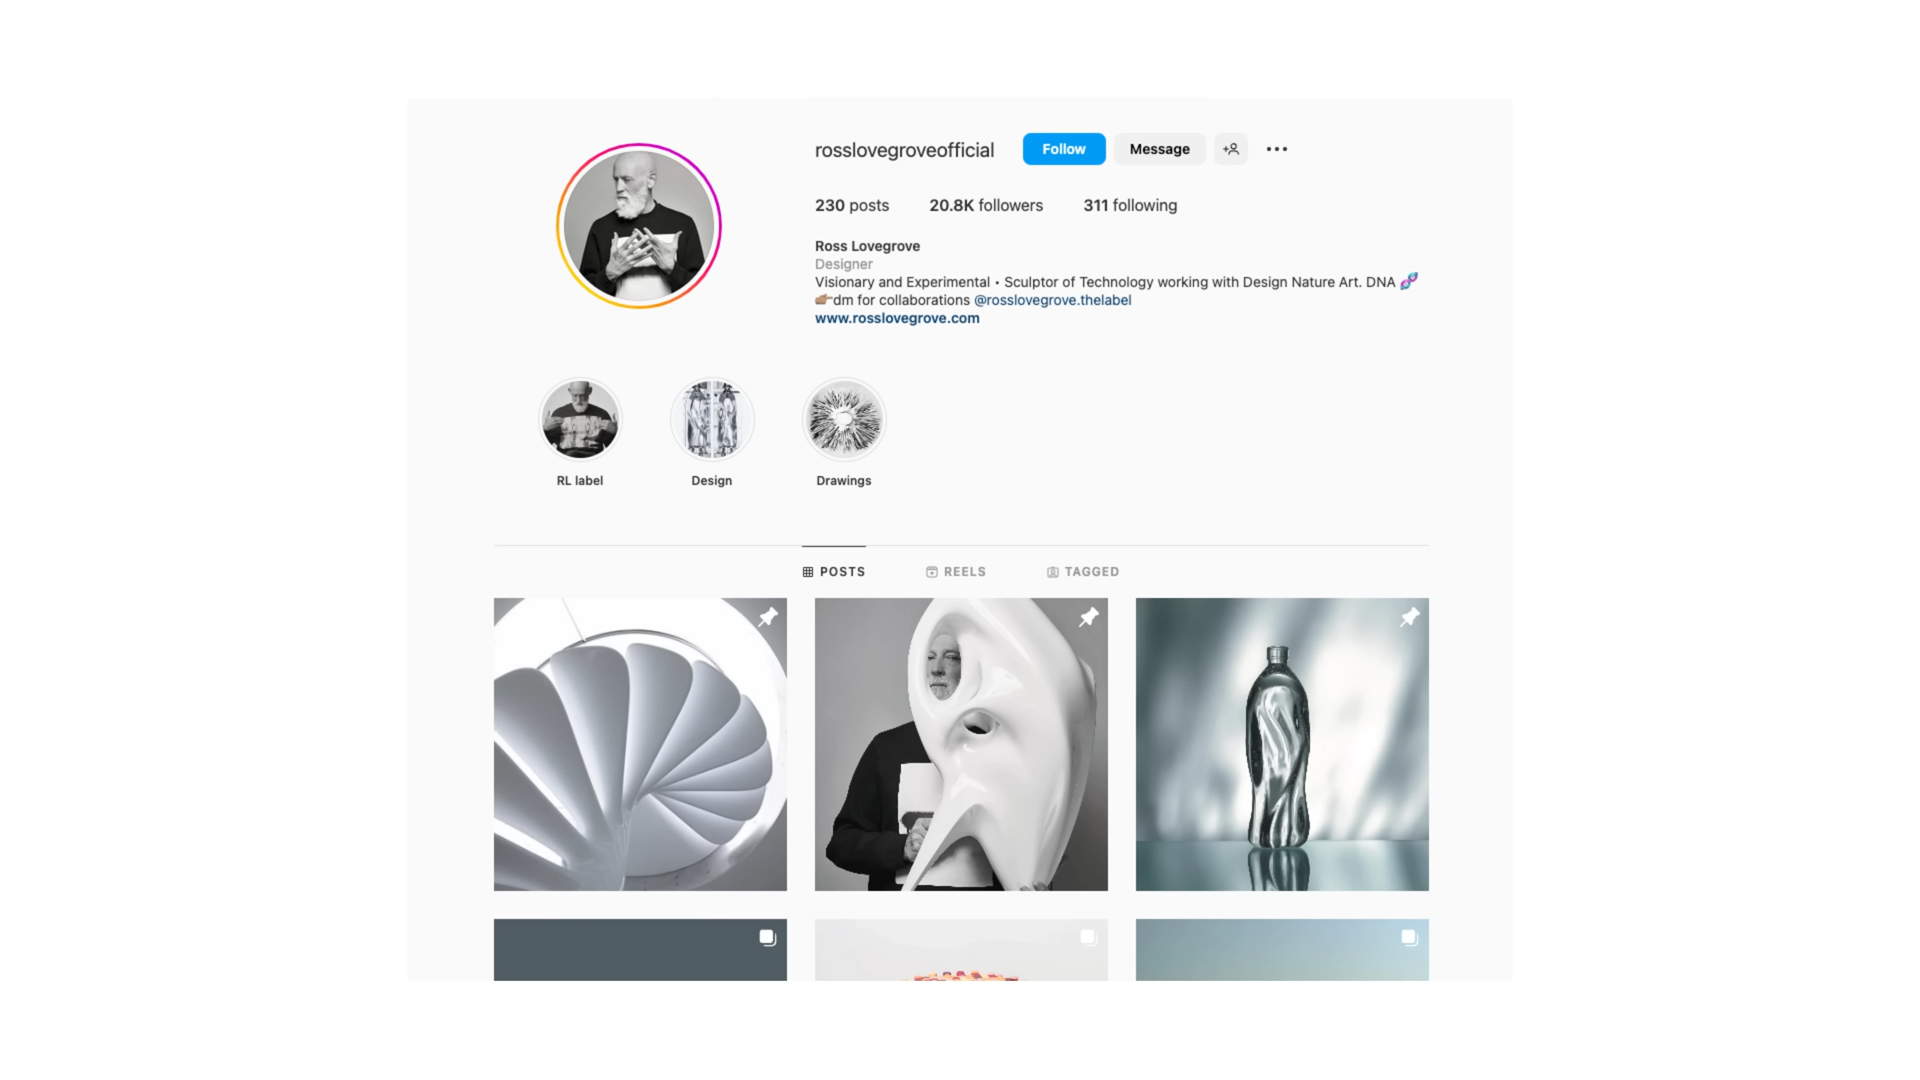 rosslovegroveofficial Follow Message
230 posts 20.8K followers 311 following
Ross Lovegrove
Designer
Visionary and Experimental • Sculptor of Technology working with Design Nature Art. DNA 🧬
👉🏽dm for collaborations @rosslovegrove.thelabel
www.rosslovegrove.com
RL label Design Drawings
POSTS REELS TAGGED